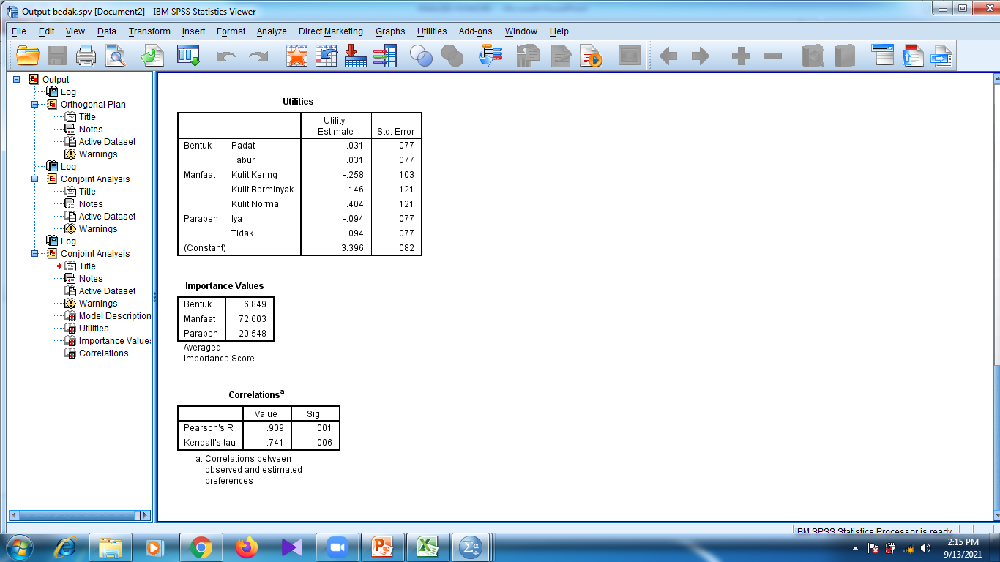 Output bedak.spv [Document2] - IBM SPSS Statistics Viewer
File Edit View Data Transform Insert Format Analyze Direct Marketing Graphs Utilities Add-ons Window Help
Output
Log
Orthogonal Plan
Title
Notes
Active Dataset
Warnings
Log
Conjoint Analysis
Title
Notes
Active Dataset
Warnings
Log
Conjoint Analysis
Title
Notes
Active Dataset
Warnings
Model Description
Utilities
Importance Values
Correlations
Utilities
Utility
Estimate Std. Error
Bentuk Padat -.031 .077
Tabur .031 .077
Manfaat Kulit Kering -.258 .103
Kulit Berminyak -.146 .121
Kulit Normal .404 .121
Paraben Iya -.094 .077
Tidak .094 .077
(Constant) 3.396 .082
Importance Values
Bentuk 6.849
Manfaat 72.603
Paraben 20.548
Averaged
Importance Score
Correlationsa
Value Sig.
Pearson's R .909 .001
Kendall's tau .741 .006
a. Correlations between
observed and estimated
preferences
IBM SPSS Statistics Processor is ready
2:15 PM
9/13/2021